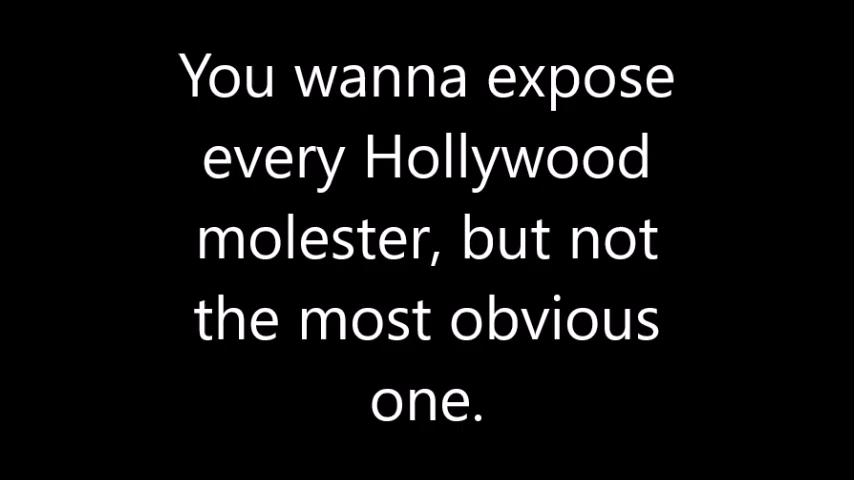 You wanna expose
every Hollywood
molester, but not
the most obvious
one.